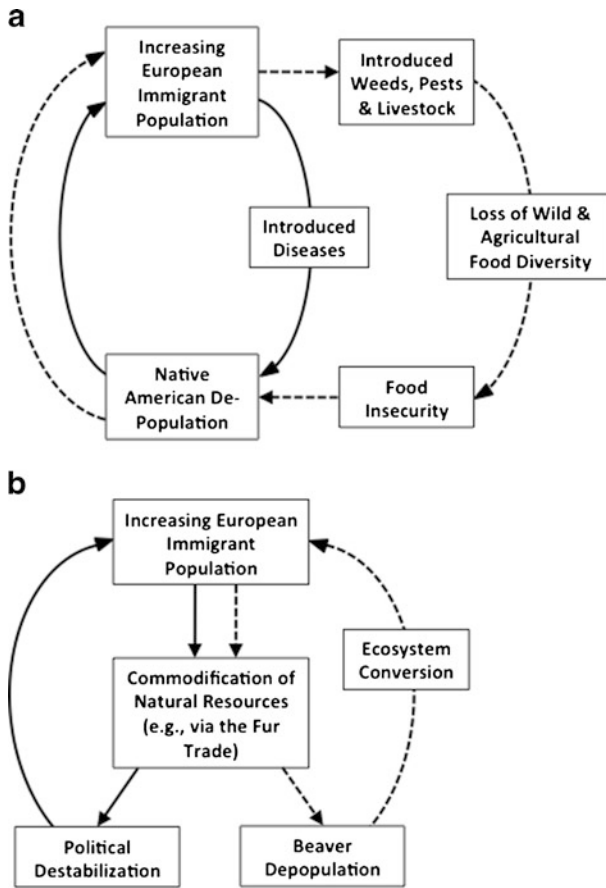 a
Increasing
European
Immigrant
Population
Introduced
Weeds, Pests
& Livestock
Introduced
Diseases
Loss of Wild &
Agricultural
Food Diversity
Native
American De-
Population
Food
Insecurity
b
Increasing European
Immigrant
Population
Ecosystem
Conversion
Commodification of
Natural Resources
(e.g., via the Fur
Trade)
Political
Destabilization
Beaver
Depopulation